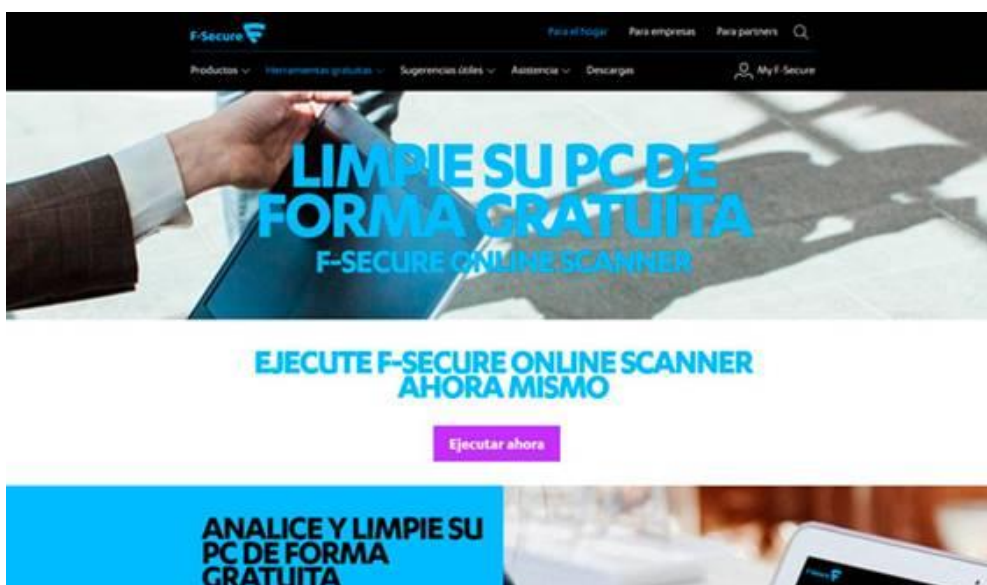 F-Secure
Para el hogar Para empresas Para partners
Productos Herramientas gratuitas Sugerencias útiles Asistencia Descargas My F-Secure
LIMPIE SU PC DE
FORMA GRATUITA
F-SECURE ONLINE SCANNER
EJECUTE F-SECURE ONLINE SCANNER
AHORA MISMO
Ejecutar ahora
ANALICE Y LIMPIE SU
PC DE FORMA
GRATUITA